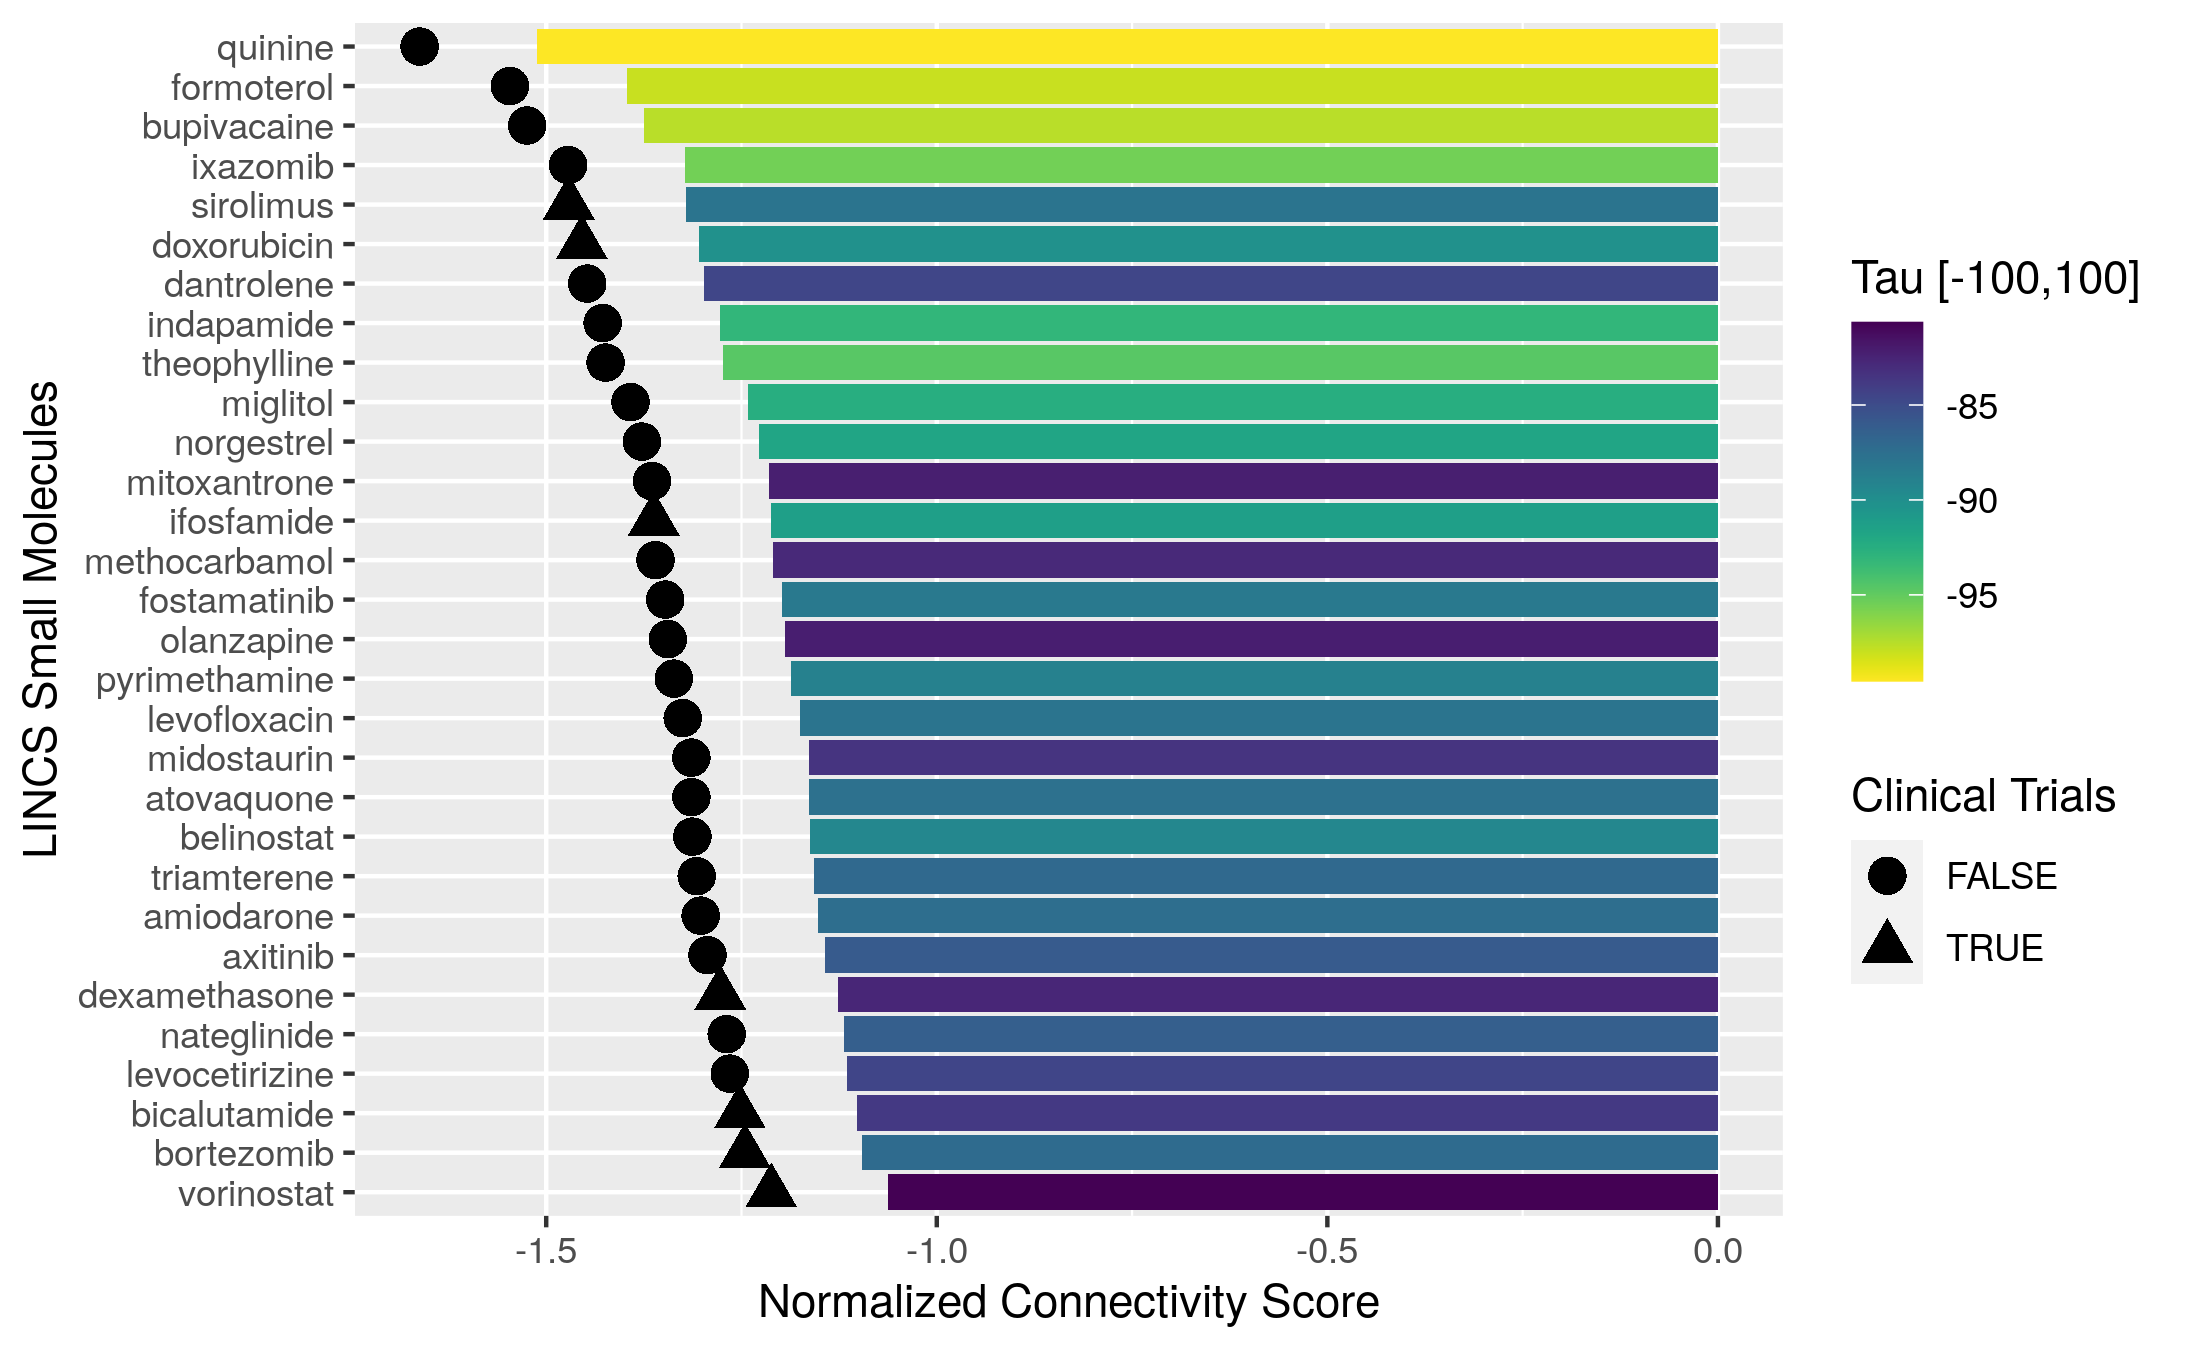 LINCS Small Molecules
quinine
formoterol
bupivacaine
ixazomib
sirolimus
doxorubicin
dantrolene
indapamide
theophylline
miglitol
norgestrel
mitoxantrone
ifosfamide
methocarbamol
fostamatinib
olanzapine
pyrimethamine
levofloxacin
midostaurin
atovaquone
belinostat
triamterene
amiodarone
axitinib
dexamethasone
nateglinide
levocetirizine
bicalutamide
bortezomib
vorinostat
-1.5 -1.0 -0.5 0.0
Normalized Connectivity Score
Tau [-100,100]
-85
-90
-95
Clinical Trials
FALSE
TRUE